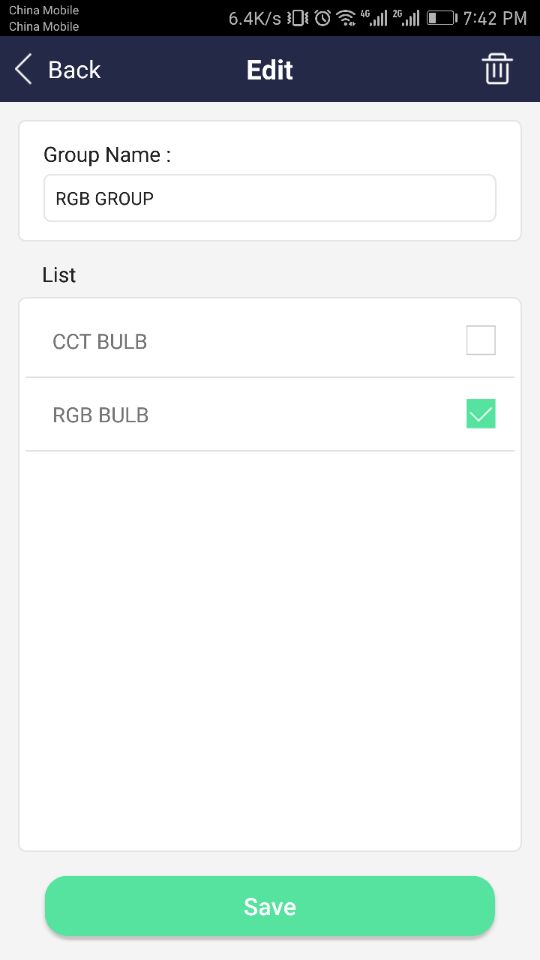 China Mobile
China Mobile
6.4K/s 4G 2G 7:42 PM
Back
Edit
Group Name :
RGB GROUP
List
CCT BULB
RGB BULB
Save